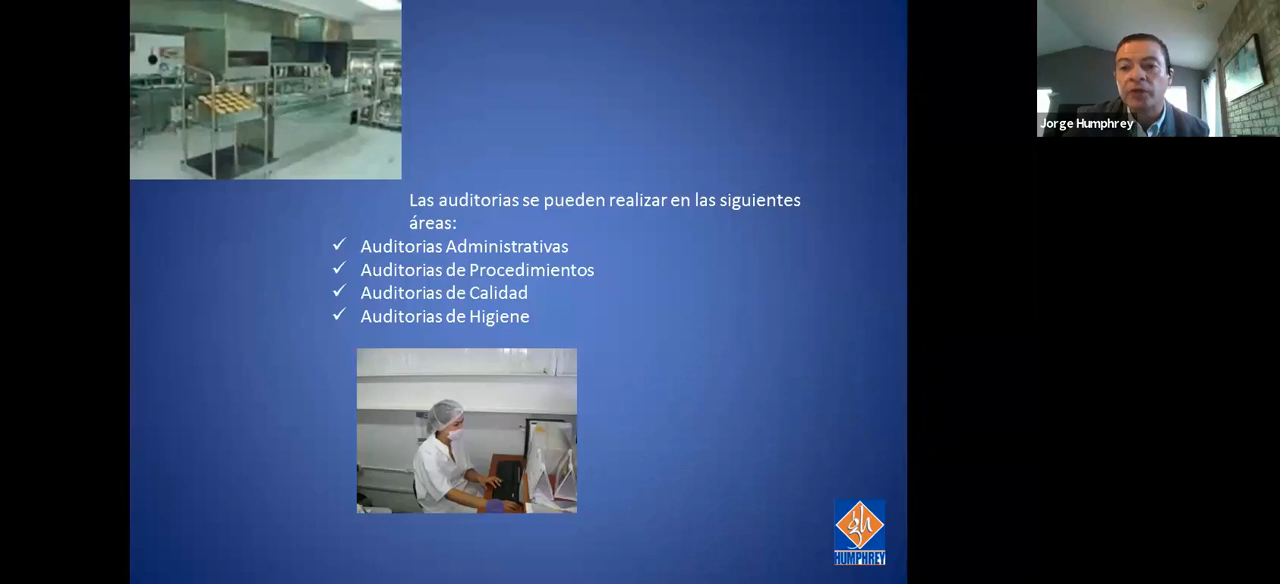 Jorge Humphrey
Las auditorias se pueden realizar en las siguientes
áreas:
Auditorias Administrativas
Auditorias de Procedimientos
Auditorias de Calidad
Auditorias de Higiene
gh
HUMPHREY